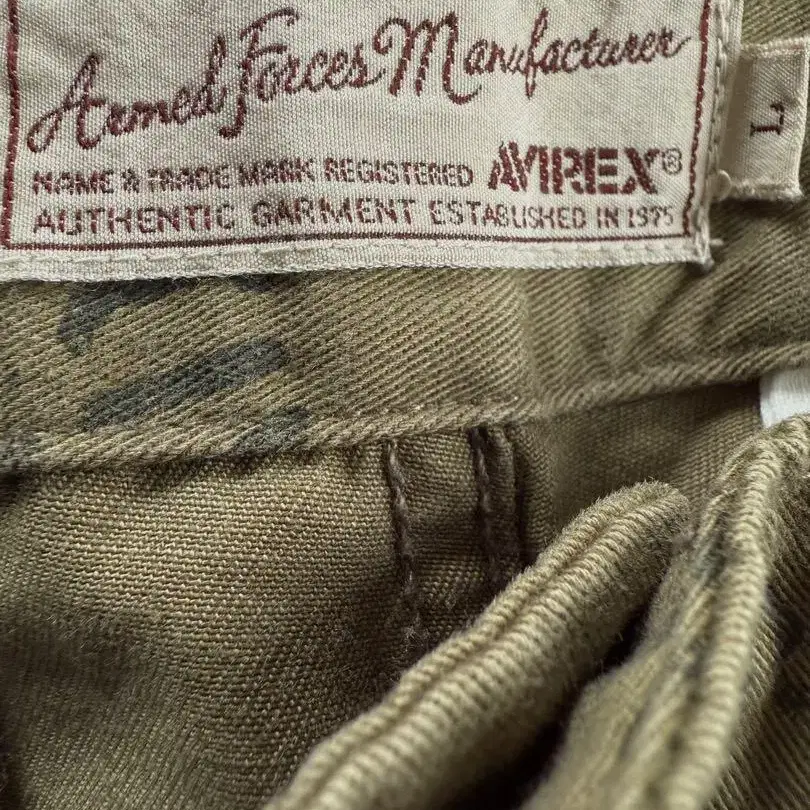 Armed Forces Manufacturer
NAME & TRADE MARK REGISTERED AVIREX®
AUTHENTIC GARMENT ESTABLISHED IN 1975
L